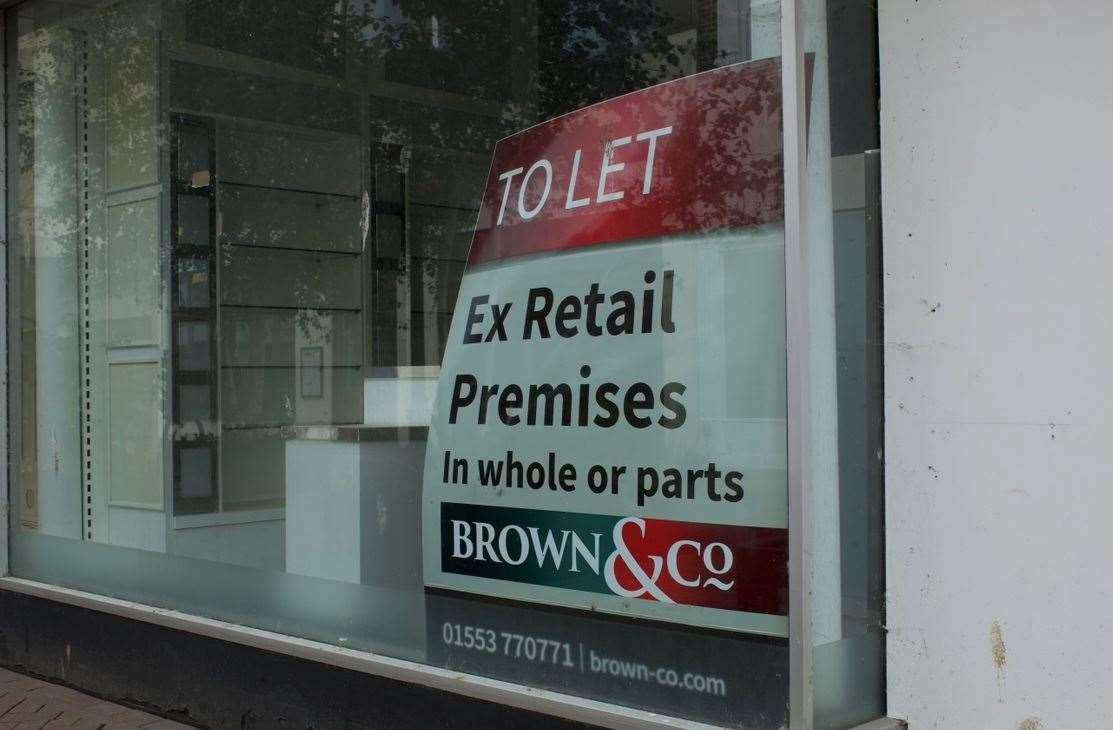 TO LET
Ex Retail
Premises
In whole or parts
BROWN&CO
01553 770771 | brown-co.com